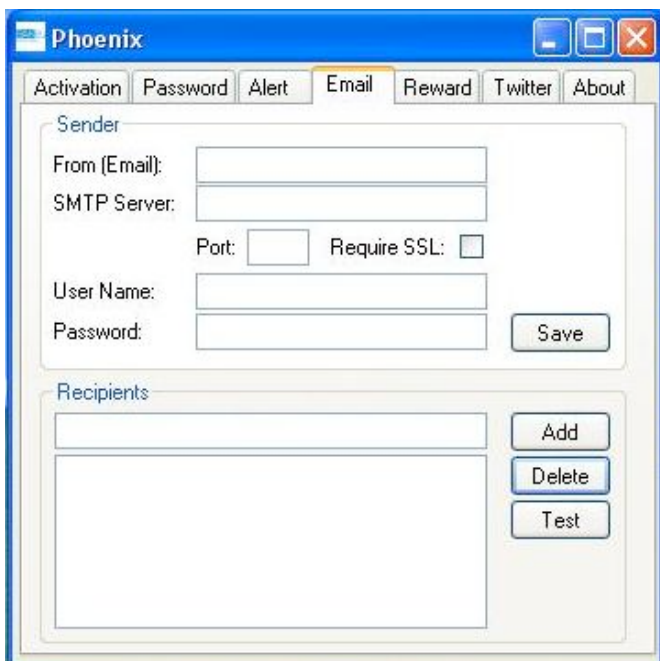 Phoenix
Activation Password Alert Email Reward Twitter About
Sender
From (Email):
SMTP Server:
Port: Require SSL:
User Name:
Password: Save
Recipients
Add
Delete
Test